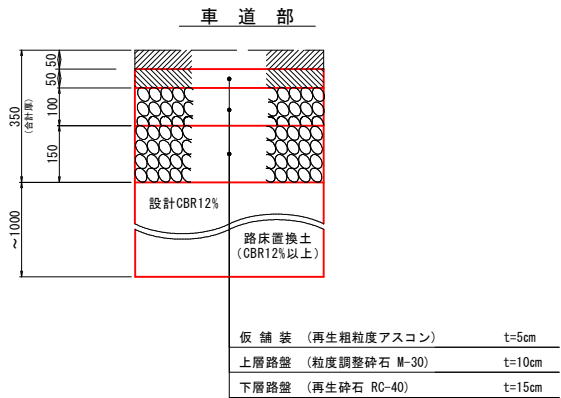 車道部
50
50
100
150
350
(合計厚)
~1000
設計CBR12%
路床置換土
(CBR12%以上)
仮舗装 (再生粗粒度アスコン) t=5cm
上層路盤 (粒度調整砕石 M-30) t=10cm
下層路盤 (再生砕石 RC-40) t=15cm